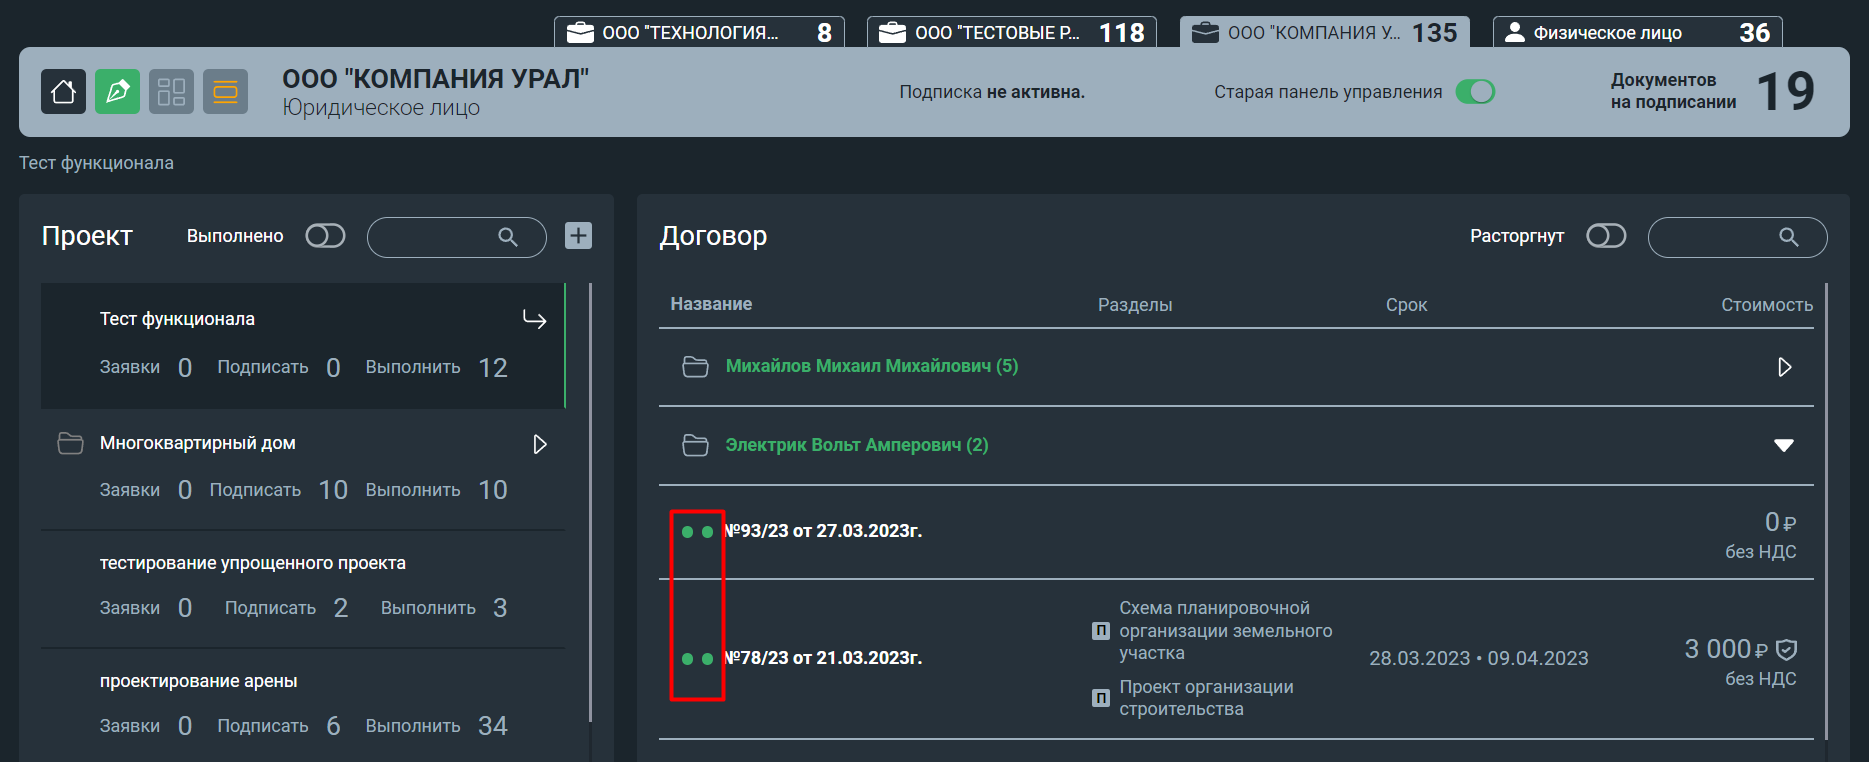 ООО "ТЕХНОЛОГИЯ... 8
ООО "ТЕСТОВЫЕ Р... 118
ООО "КОМПАНИЯ У... 135
Физическое лицо 36
ООО "КОМПАНИЯ УРАЛ"
Юридическое лицо
Подписка не активна.
Старая панель управления
Документов
на подписании
19
Тест функционала
Проект
Выполнено
Тест функционала
Заявки 0 Подписать 0 Выполнить 12
Многоквартирный дом
Заявки 0 Подписать 10 Выполнить 10
тестирование упрощенного проекта
Заявки 0 Подписать 2 Выполнить 3
проектирование арены
Заявки 0 Подписать 6 Выполнить 34
Договор
Расторгнут
Название Разделы Срок Стоимость
Михайлов Михаил Михайлович (5)
Электрик Вольт Амперович (2)
№93/23 от 27.03.2023г.
0 ₽
без НДС
№78/23 от 21.03.2023г.
П Схема планировочной
организации земельного
участка
П Проект организации
строительства
28.03.2023 • 09.04.2023
3 000 ₽
без НДС